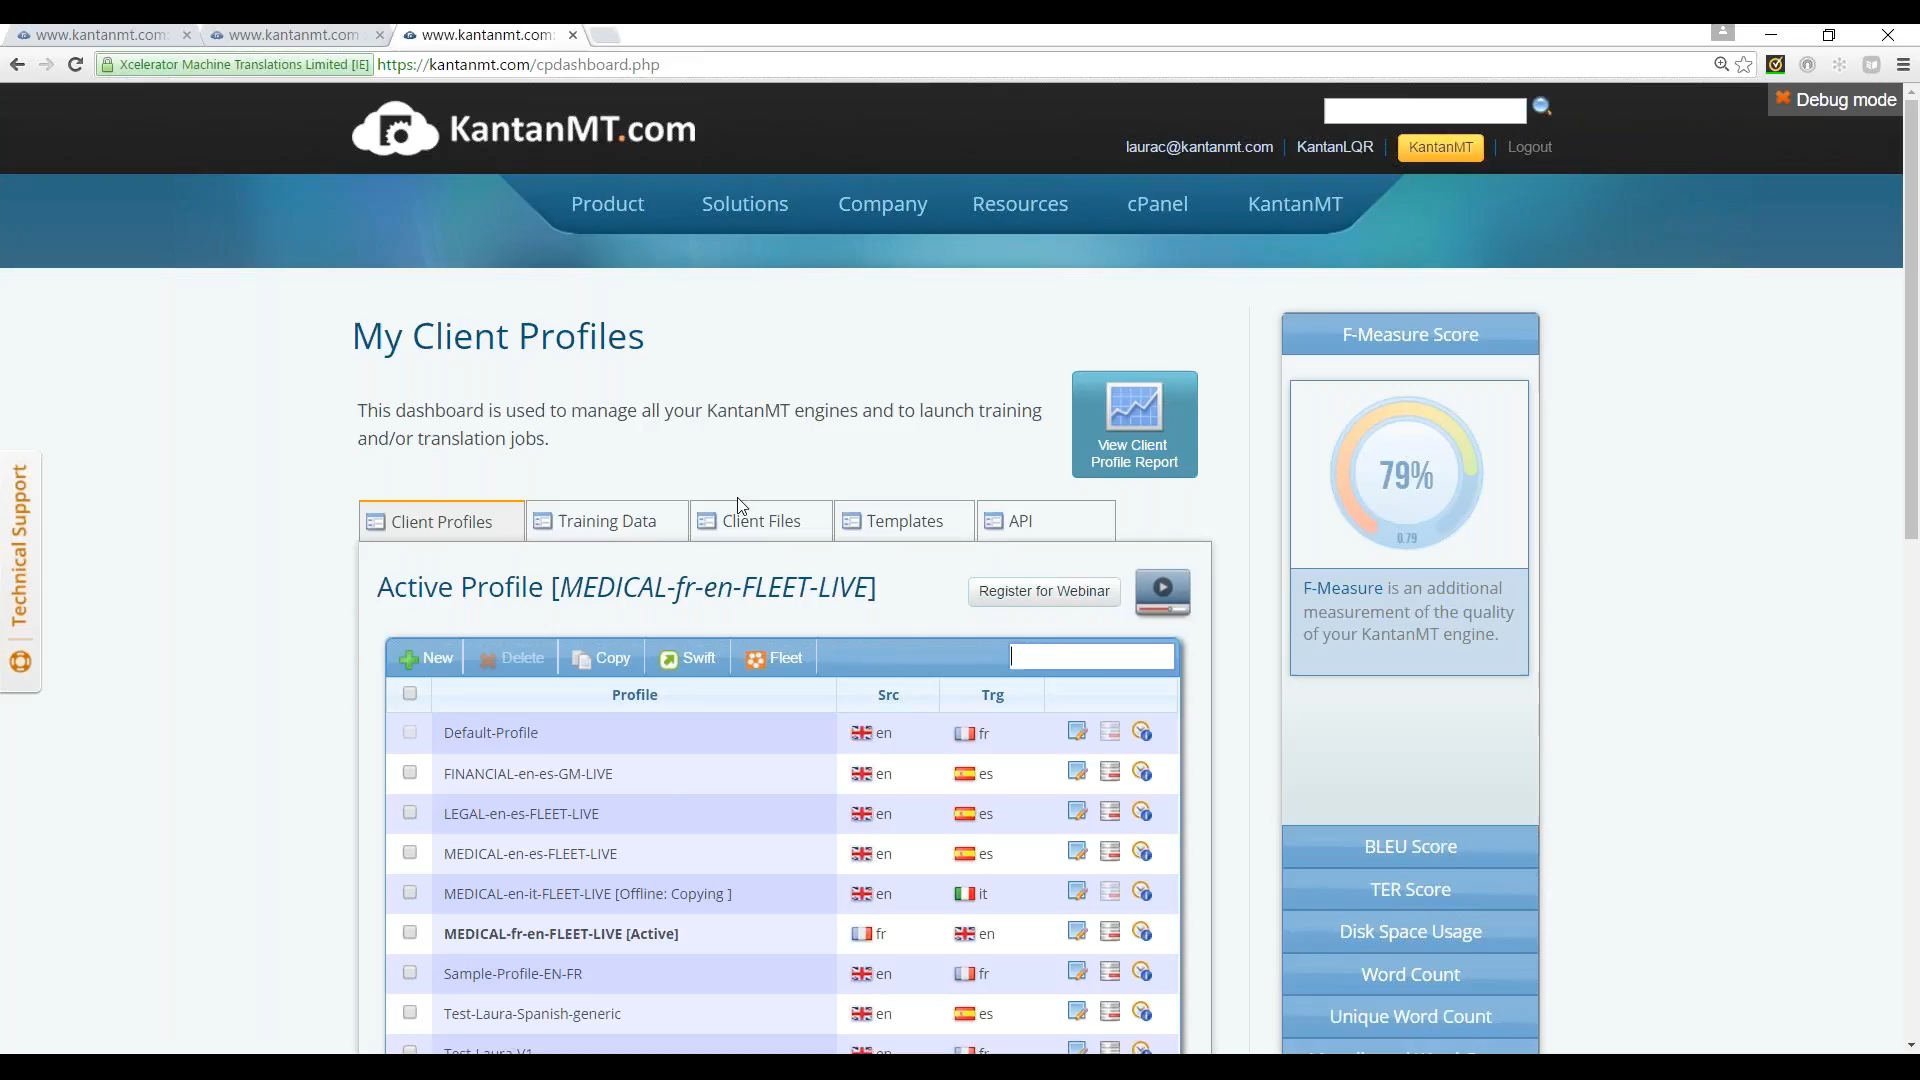 www.kantanmt.com
www.kantanmt.com
www.kantanmt.com
Xcelerator Machine Translations Limited [IE]
https://kantanmt.com/cpdashboard.php
Debug mode
KantanMT.com
laurac@kantanmt.com
KantanLQR
KantanMT
Logout
Product
Solutions
Company
Resources
cPanel
KantanMT
My Client Profiles
This dashboard is used to manage all your KantanMT engines and to launch training
and/or translation jobs.
View Client
Profile Report
Technical Support
Client Profiles
Training Data
Client Files
Templates
API
Active Profile [MEDICAL-fr-en-FLEET-LIVE]
Register for Webinar
New
Delete
Copy
Swift
Fleet
Profile Src Trg
Default-Profile en fr
FINANCIAL-en-es-GM-LIVE en es
LEGAL-en-es-FLEET-LIVE en es
MEDICAL-en-es-FLEET-LIVE en es
MEDICAL-en-it-FLEET-LIVE [Offline: Copying ] en it
MEDICAL-fr-en-FLEET-LIVE [Active] fr en
Sample-Profile-EN-FR en fr
Test-Laura-Spanish-generic en es
F-Measure Score
79%
0.79
F-Measure is an additional
measurement of the quality
of your KantanMT engine.
BLEU Score
TER Score
Disk Space Usage
Word Count
Unique Word Count